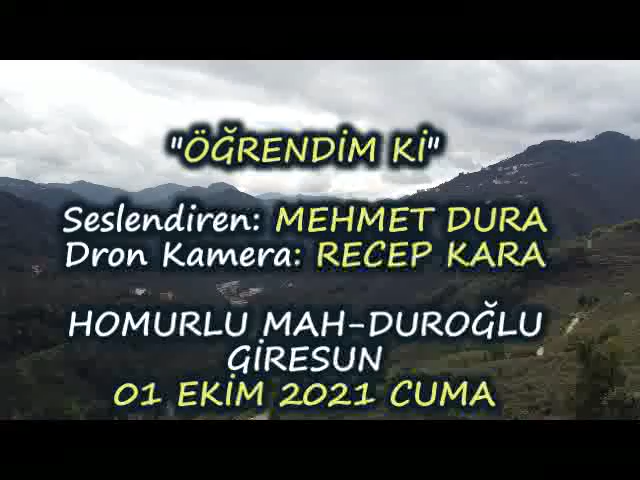 "ÖĞRENDİM Kİ"
Seslendiren: MEHMET DURA
Dron Kamera: RECEP KARA
HOMURLU MAH-DUROĞLU
GİRESUN
01 EKİM 2021 CUMA